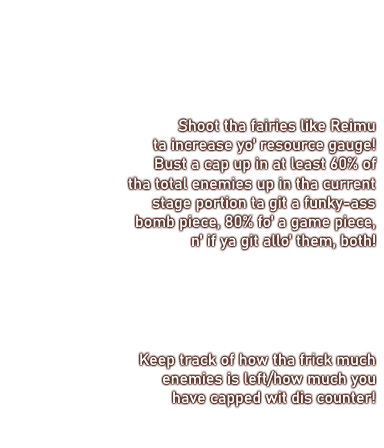 Shoot tha fairies like Reimu
ta increase yo' resource gauge!
Bust a cap up in at least 60% of
tha total enemies up in tha current
stage portion ta git a funky-ass
bomb piece, 80% fo' a game piece,
n' if ya git allo' them, both!
Keep track of how tha frick much
enemies is left/how much you
have capped wit dis counter!